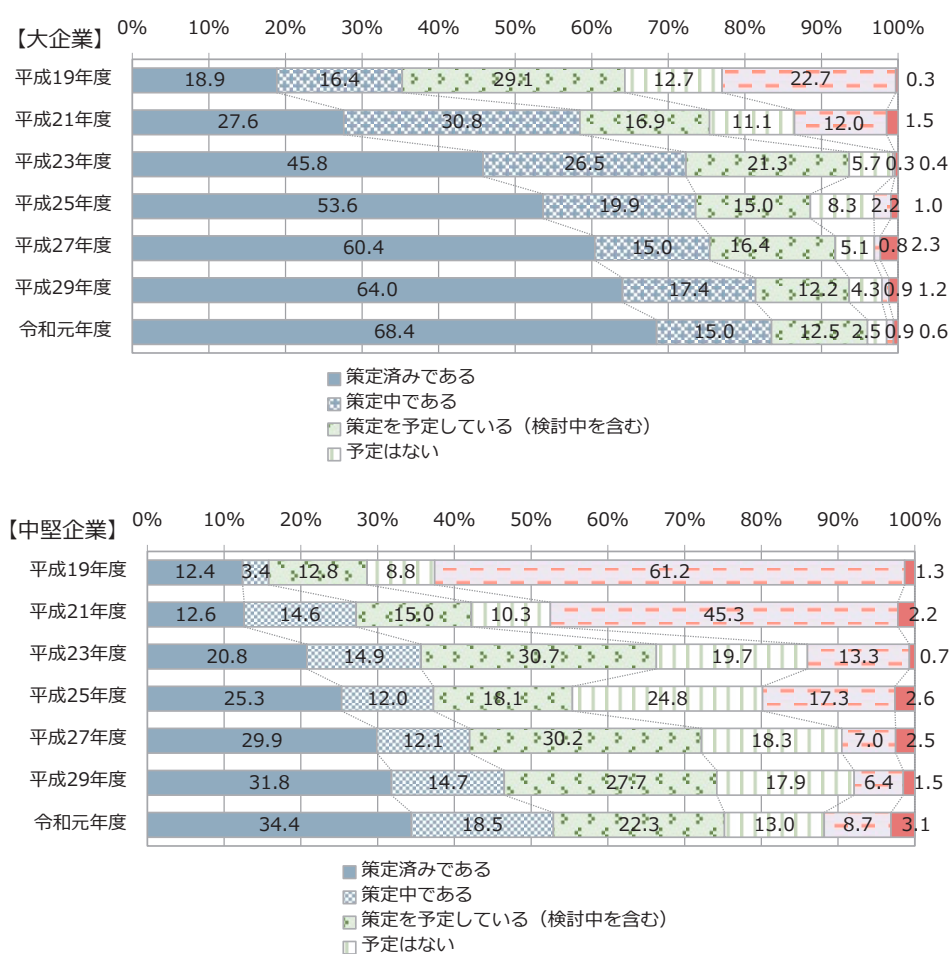 【大企業】 0% 10% 20% 30% 40% 50% 60% 70% 80% 90% 100%
平成19年度 18.9 16.4 29.1 12.7 22.7 0.3
平成21年度 27.6 30.8 16.9 11.1 12.0 1.5
平成23年度 45.8 26.5 21.3 5.7 0.3 0.4
平成25年度 53.6 19.9 15.0 8.3 2.2 1.0
平成27年度 60.4 15.0 16.4 5.1 0.8 2.3
平成29年度 64.0 17.4 12.2 4.3 0.9 1.2
令和元年度 68.4 15.0 12.5 2.5 0.9 0.6
策定済みである
策定中である
策定を予定している（検討中を含む）
予定はない
【中堅企業】 0% 10% 20% 30% 40% 50% 60% 70% 80% 90% 100%
平成19年度 12.4 3.4 12.8 8.8 61.2 1.3
平成21年度 12.6 14.6 15.0 10.3 45.3 2.2
平成23年度 20.8 14.9 30.7 19.7 13.3 0.7
平成25年度 25.3 12.0 18.1 24.8 17.3 2.6
平成27年度 29.9 12.1 30.2 18.3 7.0 2.5
平成29年度 31.8 14.7 27.7 17.9 6.4 1.5
令和元年度 34.4 18.5 22.3 13.0 8.7 3.1
策定済みである
策定中である
策定を予定している（検討中を含む）
予定はない